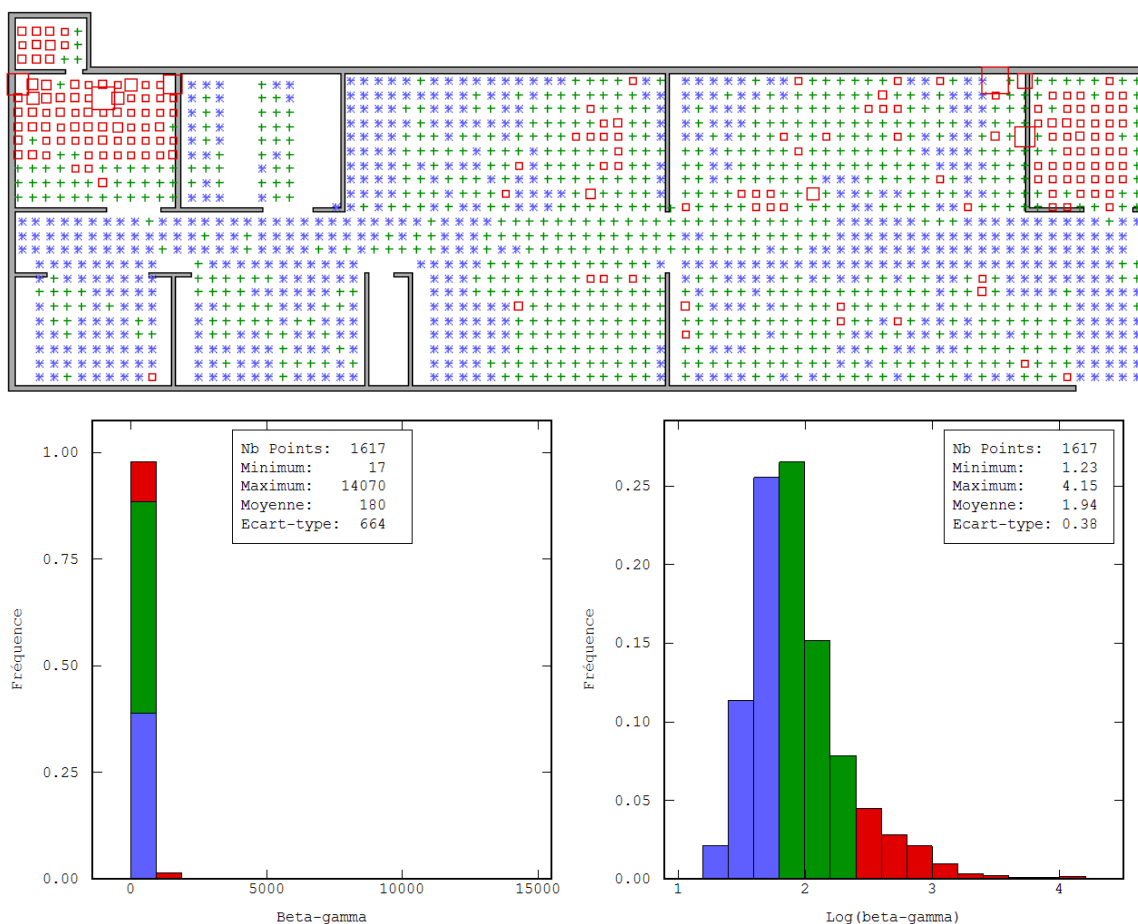 Nb Points: 1617
Minimum: 17
Maximum: 14070
Moyenne: 180
Ecart-type: 664
1.00
0.75
0.50
0.25
0.00
Fréquence
0
5000
10000
15000
Beta-gamma
Nb Points: 1617
Minimum: 1.23
Maximum: 4.15
Moyenne: 1.94
Ecart-type: 0.38
0.25
0.20
0.15
0.10
0.05
0.00
Fréquence
1
2
3
4
Log(beta-gamma)